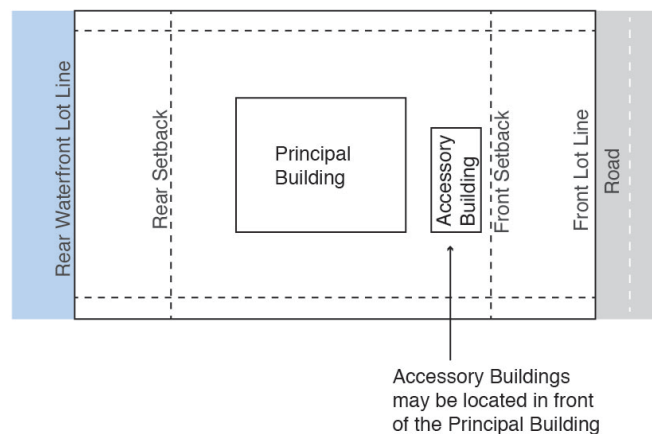 Rear Waterfront Lot Line
Rear Setback
Principal
Building
Accessory
Building
Front Setback
Front Lot Line
Road
Accessory Buildings
may be located in front
of the Principal Building